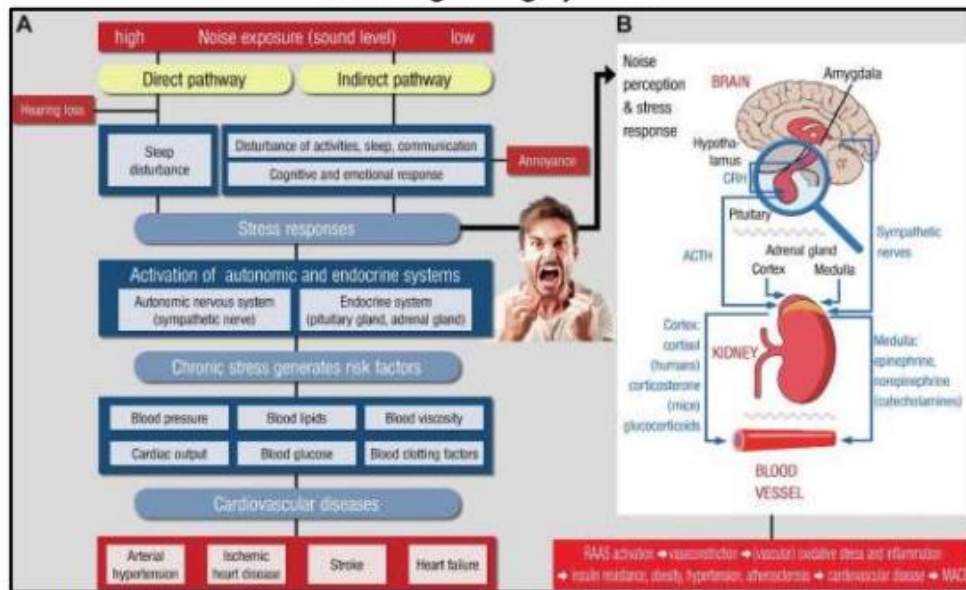 A
high Noise exposure (sound level) low
Direct pathway Indirect pathway
Hearing loss
Sleep
disturbance
Disturbance of activities, sleep, communication
Cognitive and emotional response
Annoyance
Stress responses
Activation of autonomic and endocrine systems
Autonomic nervous system
(sympathetic nerve)
Endocrine system
(pituitary gland, adrenal gland)
Chronic stress generates risk factors
Blood pressure Blood lipids Blood viscosity
Cardiac output Blood glucose Blood clotting factors
Cardiovascular diseases
Arterial
hypertension
Ischemic
heart disease
Stroke
Heart failure
B
Noise
perception
& stress
response
BRAIN
Amygdala
Hypotha-
lamus
CRH
Pituitary
ACTH
Sympathetic
nerves
Adrenal gland
Cortex Medulla
Cortex:
cortisol
(humans)
corticosterone
(mice)
glucocorticoids
KIDNEY
Medulla:
epinephrine,
norepinephrine
(catecholamines)
BLOOD
VESSEL
RAAS activation ➔ vasoconstriction ➔ (vascular) oxidative stress and inflammation
➔ insulin resistance, obesity, hypertension, atherosclerosis ➔ cardiovascular disease ➔ MACE